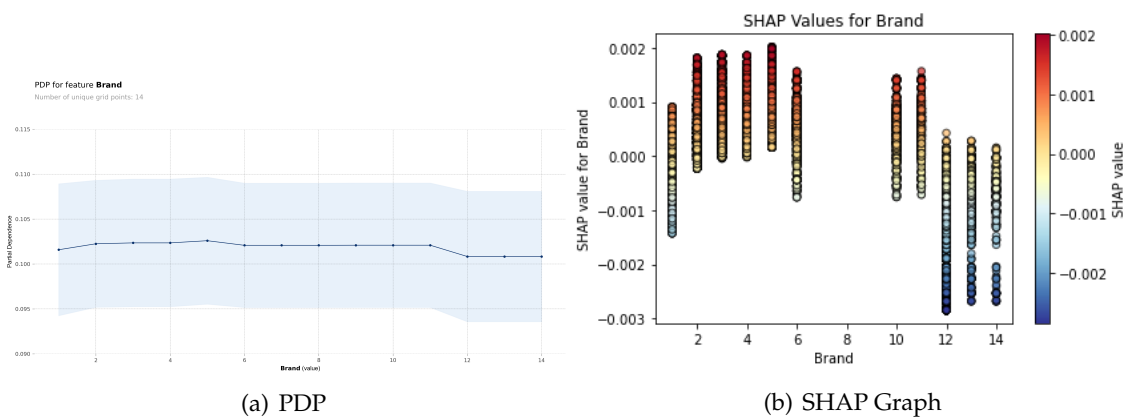 PDP for feature Brand
Number of unique grid points: 14
0.115
0.110
0.105
0.100
0.095
0.090
Partial Dependence
2 4 6 8 10 12 14
Brand (value)
(a) PDP
SHAP Values for Brand
0.002
0.001
0.000
−0.001
−0.002
−0.003
SHAP value for Brand
2 4 6 8 10 12 14
Brand
0.002
0.001
0.000
−0.001
−0.002
SHAP value
(b) SHAP Graph